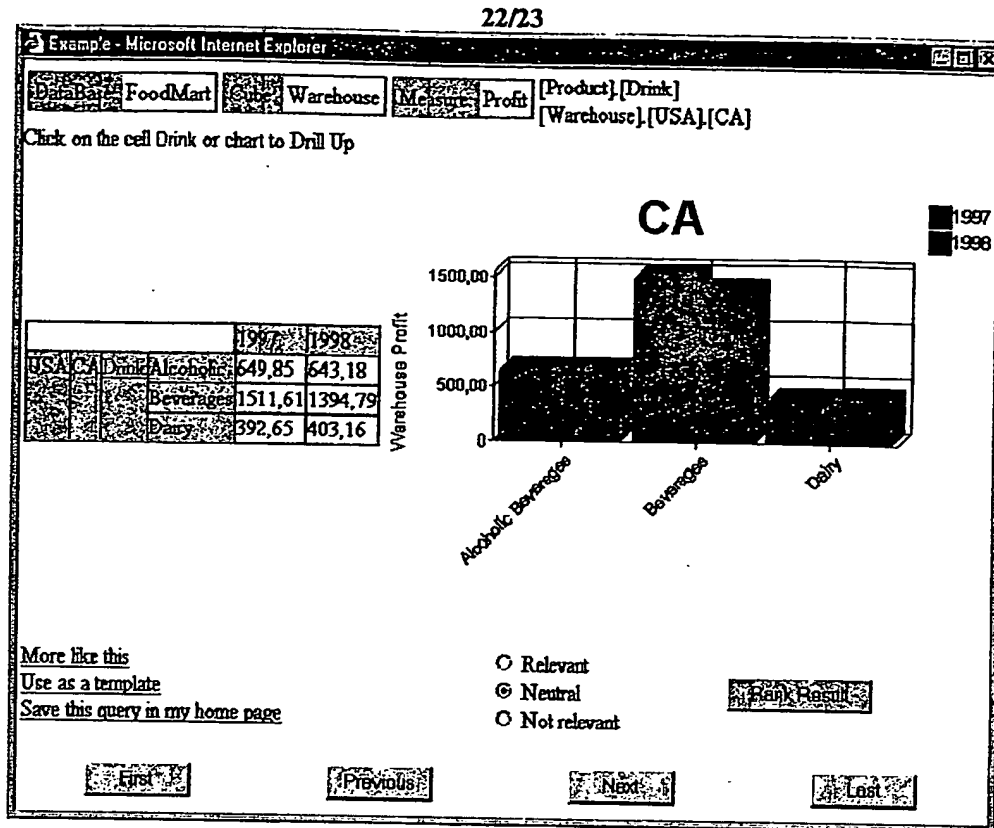 22/23
Example - Microsoft Internet Explorer
DataBase FoodMart Cube Warehouse Measure Profit [Product].[Drink]
[Warehouse].[USA].[CA]
Click on the cell Drink or chart to Drill Up
CA
1997
1998
1500,00
1000,00
500,00
0
Warehouse Profit
Alcoholic Beverages
Beverages
Dairy
1997 1998
USA CA Drink Alcoholic 649,85 643,18
Beverages 1511,61 1394,79
Dairy 392,65 403,16
More like this
Use as a template
Save this query in my home page
Relevant
Neutral
Not relevant
Rank Result
First Previous Next Last